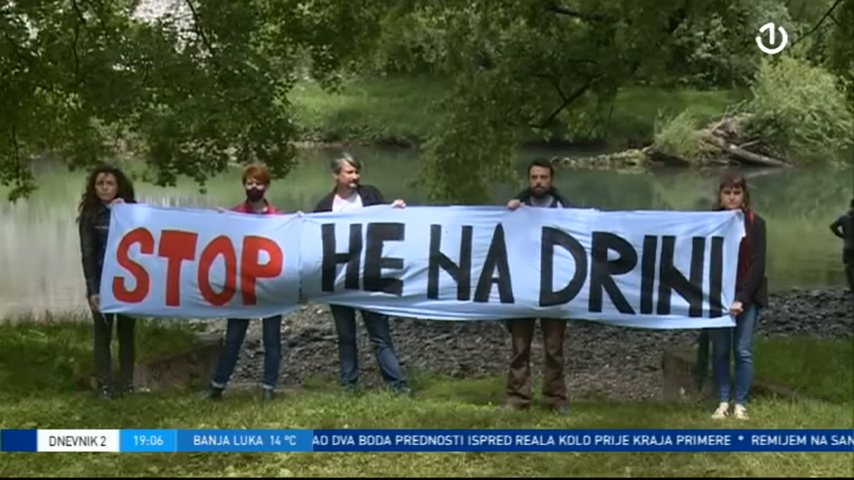 STOP HE NA DRINI
DNEVNIK 2 19:06 BANJA LUKA 14 °C AO DVA BODA PREDNOSTI ISPRED REALA KOLO PRIJE KRAJA PRIMERE * REMIJEM NA SAN